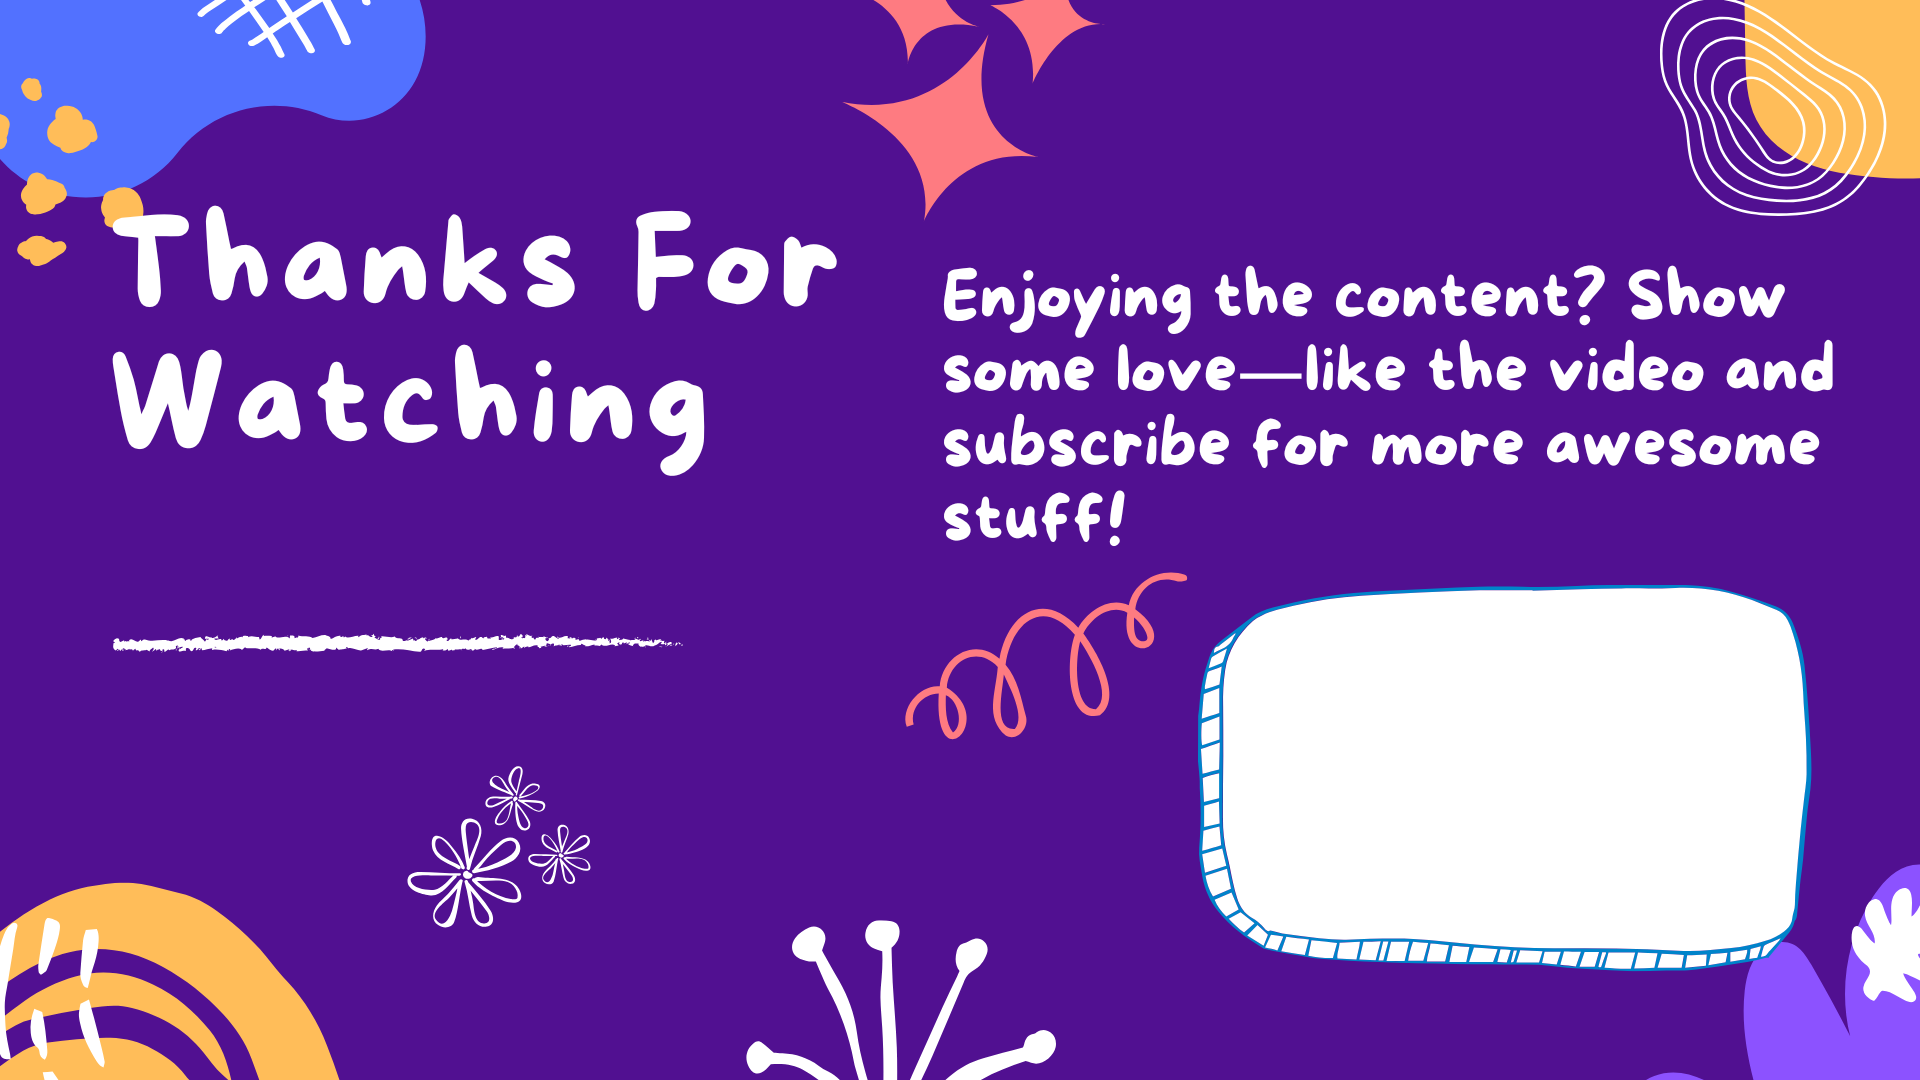 Thanks For
Watching
Enjoying the content? Show
some love—like the video and
subscribe for more awesome
stuff!